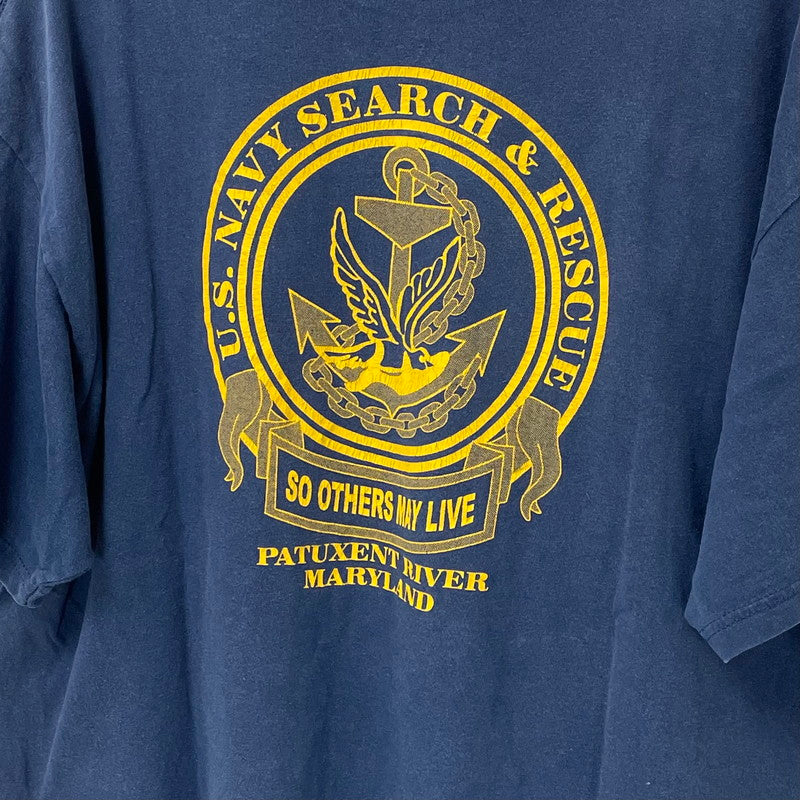 U.S. NAVY SEARCH & RESCUE
SO OTHERS MAY LIVE
PATUXENT RIVER
MARYLAND